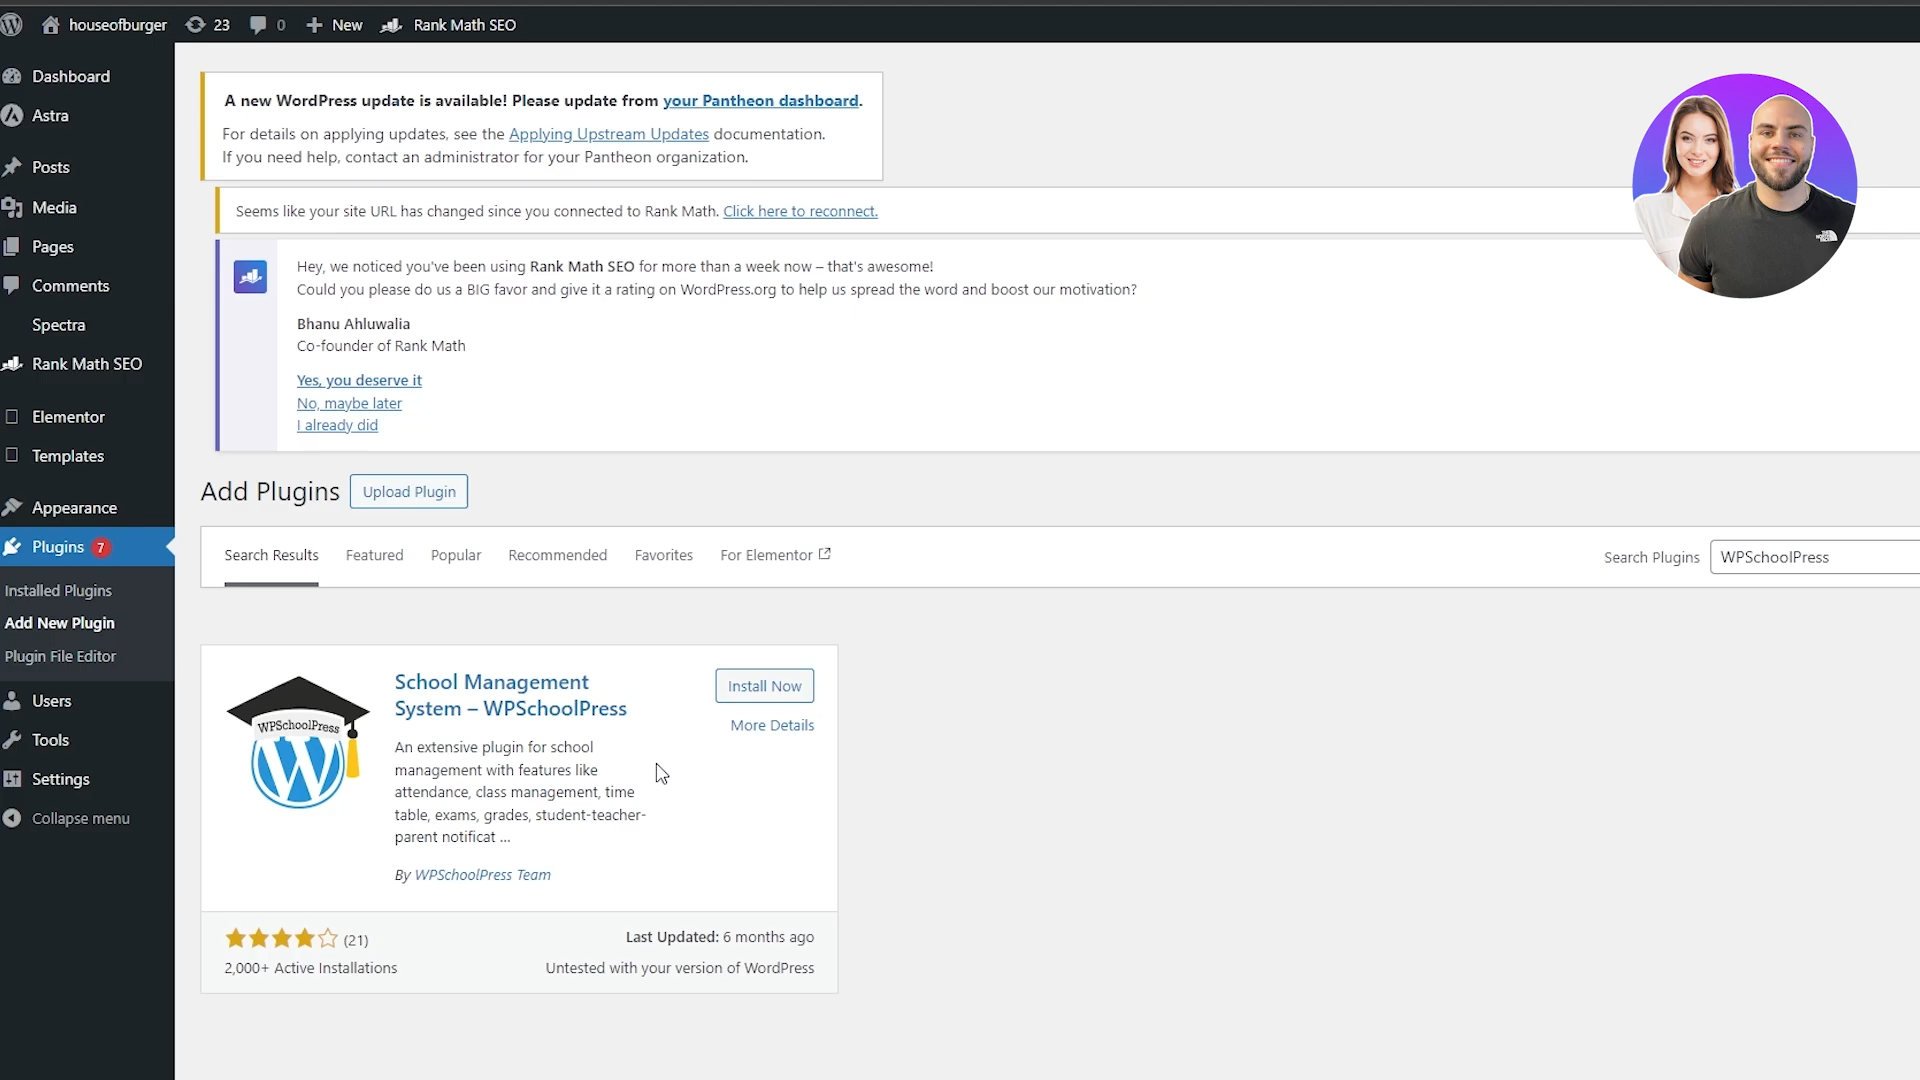 houseofburger 23 0 New Rank Math SEO
Dashboard
Astra
Posts
Media
Pages
Comments
Spectra
Rank Math SEO
Elementor
Templates
Appearance
Plugins 7
Installed Plugins
Add New Plugin
Plugin File Editor
Users
Tools
Settings
Collapse menu
A new WordPress update is available! Please update from your Pantheon dashboard.
For details on applying updates, see the Applying Upstream Updates documentation.
If you need help, contact an administrator for your Pantheon organization.
Seems like your site URL has changed since you connected to Rank Math. Click here to reconnect.
Hey, we noticed you've been using Rank Math SEO for more than a week now – that's awesome!
Could you please do us a BIG favor and give it a rating on WordPress.org to help us spread the word and boost our motivation?
Bhanu Ahluwalia
Co-founder of Rank Math
Yes, you deserve it
No, maybe later
I already did
Add Plugins Upload Plugin
Search Results Featured Popular Recommended Favorites For Elementor
Search Plugins WPSchoolPress
WPSchoolPress
School Management
System – WPSchoolPress
Install Now
More Details
An extensive plugin for school
management with features like
attendance, class management, time
table, exams, grades, student-teacher-
parent notificat ...
By WPSchoolPress Team
(21)
2,000+ Active Installations
Last Updated: 6 months ago
Untested with your version of WordPress